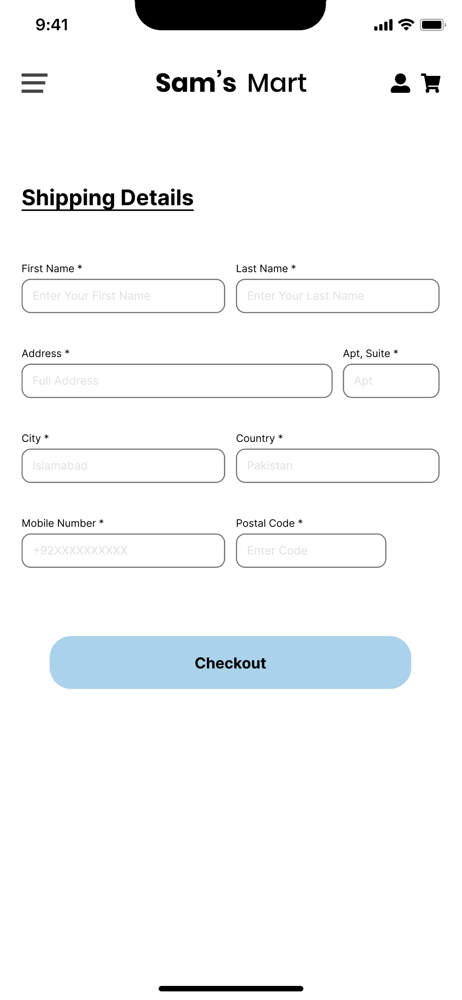 9:41
Sam's Mart
Shipping Details
First Name * Last Name *
Enter Your First Name Enter Your Last Name
Address * Apt, Suite *
Full Address Apt
City * Country *
Islamabad Pakistan
Mobile Number * Postal Code *
+92XXXXXXXXXX Enter Code
Checkout